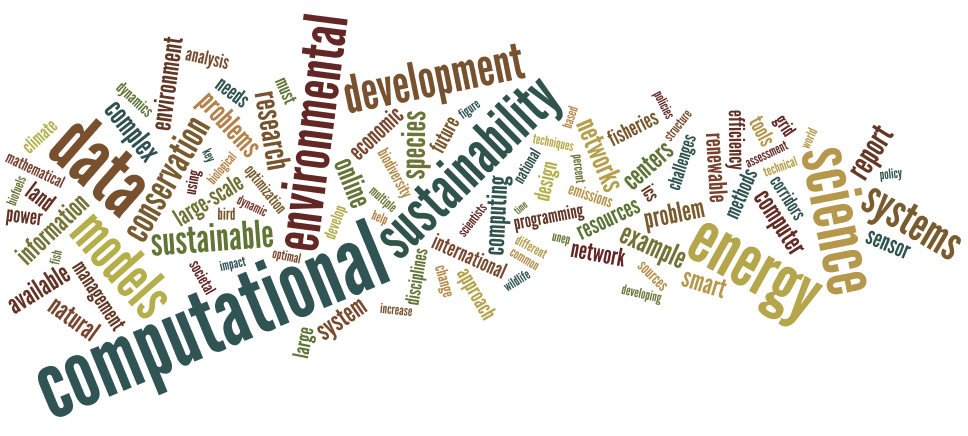 computational
sustainability
environmental
data
science
energy
development
models
systems
sustainable
conservation
environment
analysis
dynamics
needs
complex
problems
research
must
climate
mathematical
biofuels
land
power
information
fish
available
management
natural
key
using
biological
large-scale
bird
dynamic
optimization
societal
impact
optimal
economic
species
future
figure
online
biodiversity
multiple
develop
help
system
large
increase
disciplines
international
change
approach
scientists
computing
national
time
programming
different
common
wildlife
unep
techniques
based
networks
percent
design
emissions
fisheries
policies
structure
centers
challenges
ics
resources
problem
network
example
sources
developing
smart
efficiency
renewable
tools
grid
world
assessment
technical
methods
corridors
computer
report
policy
sensor